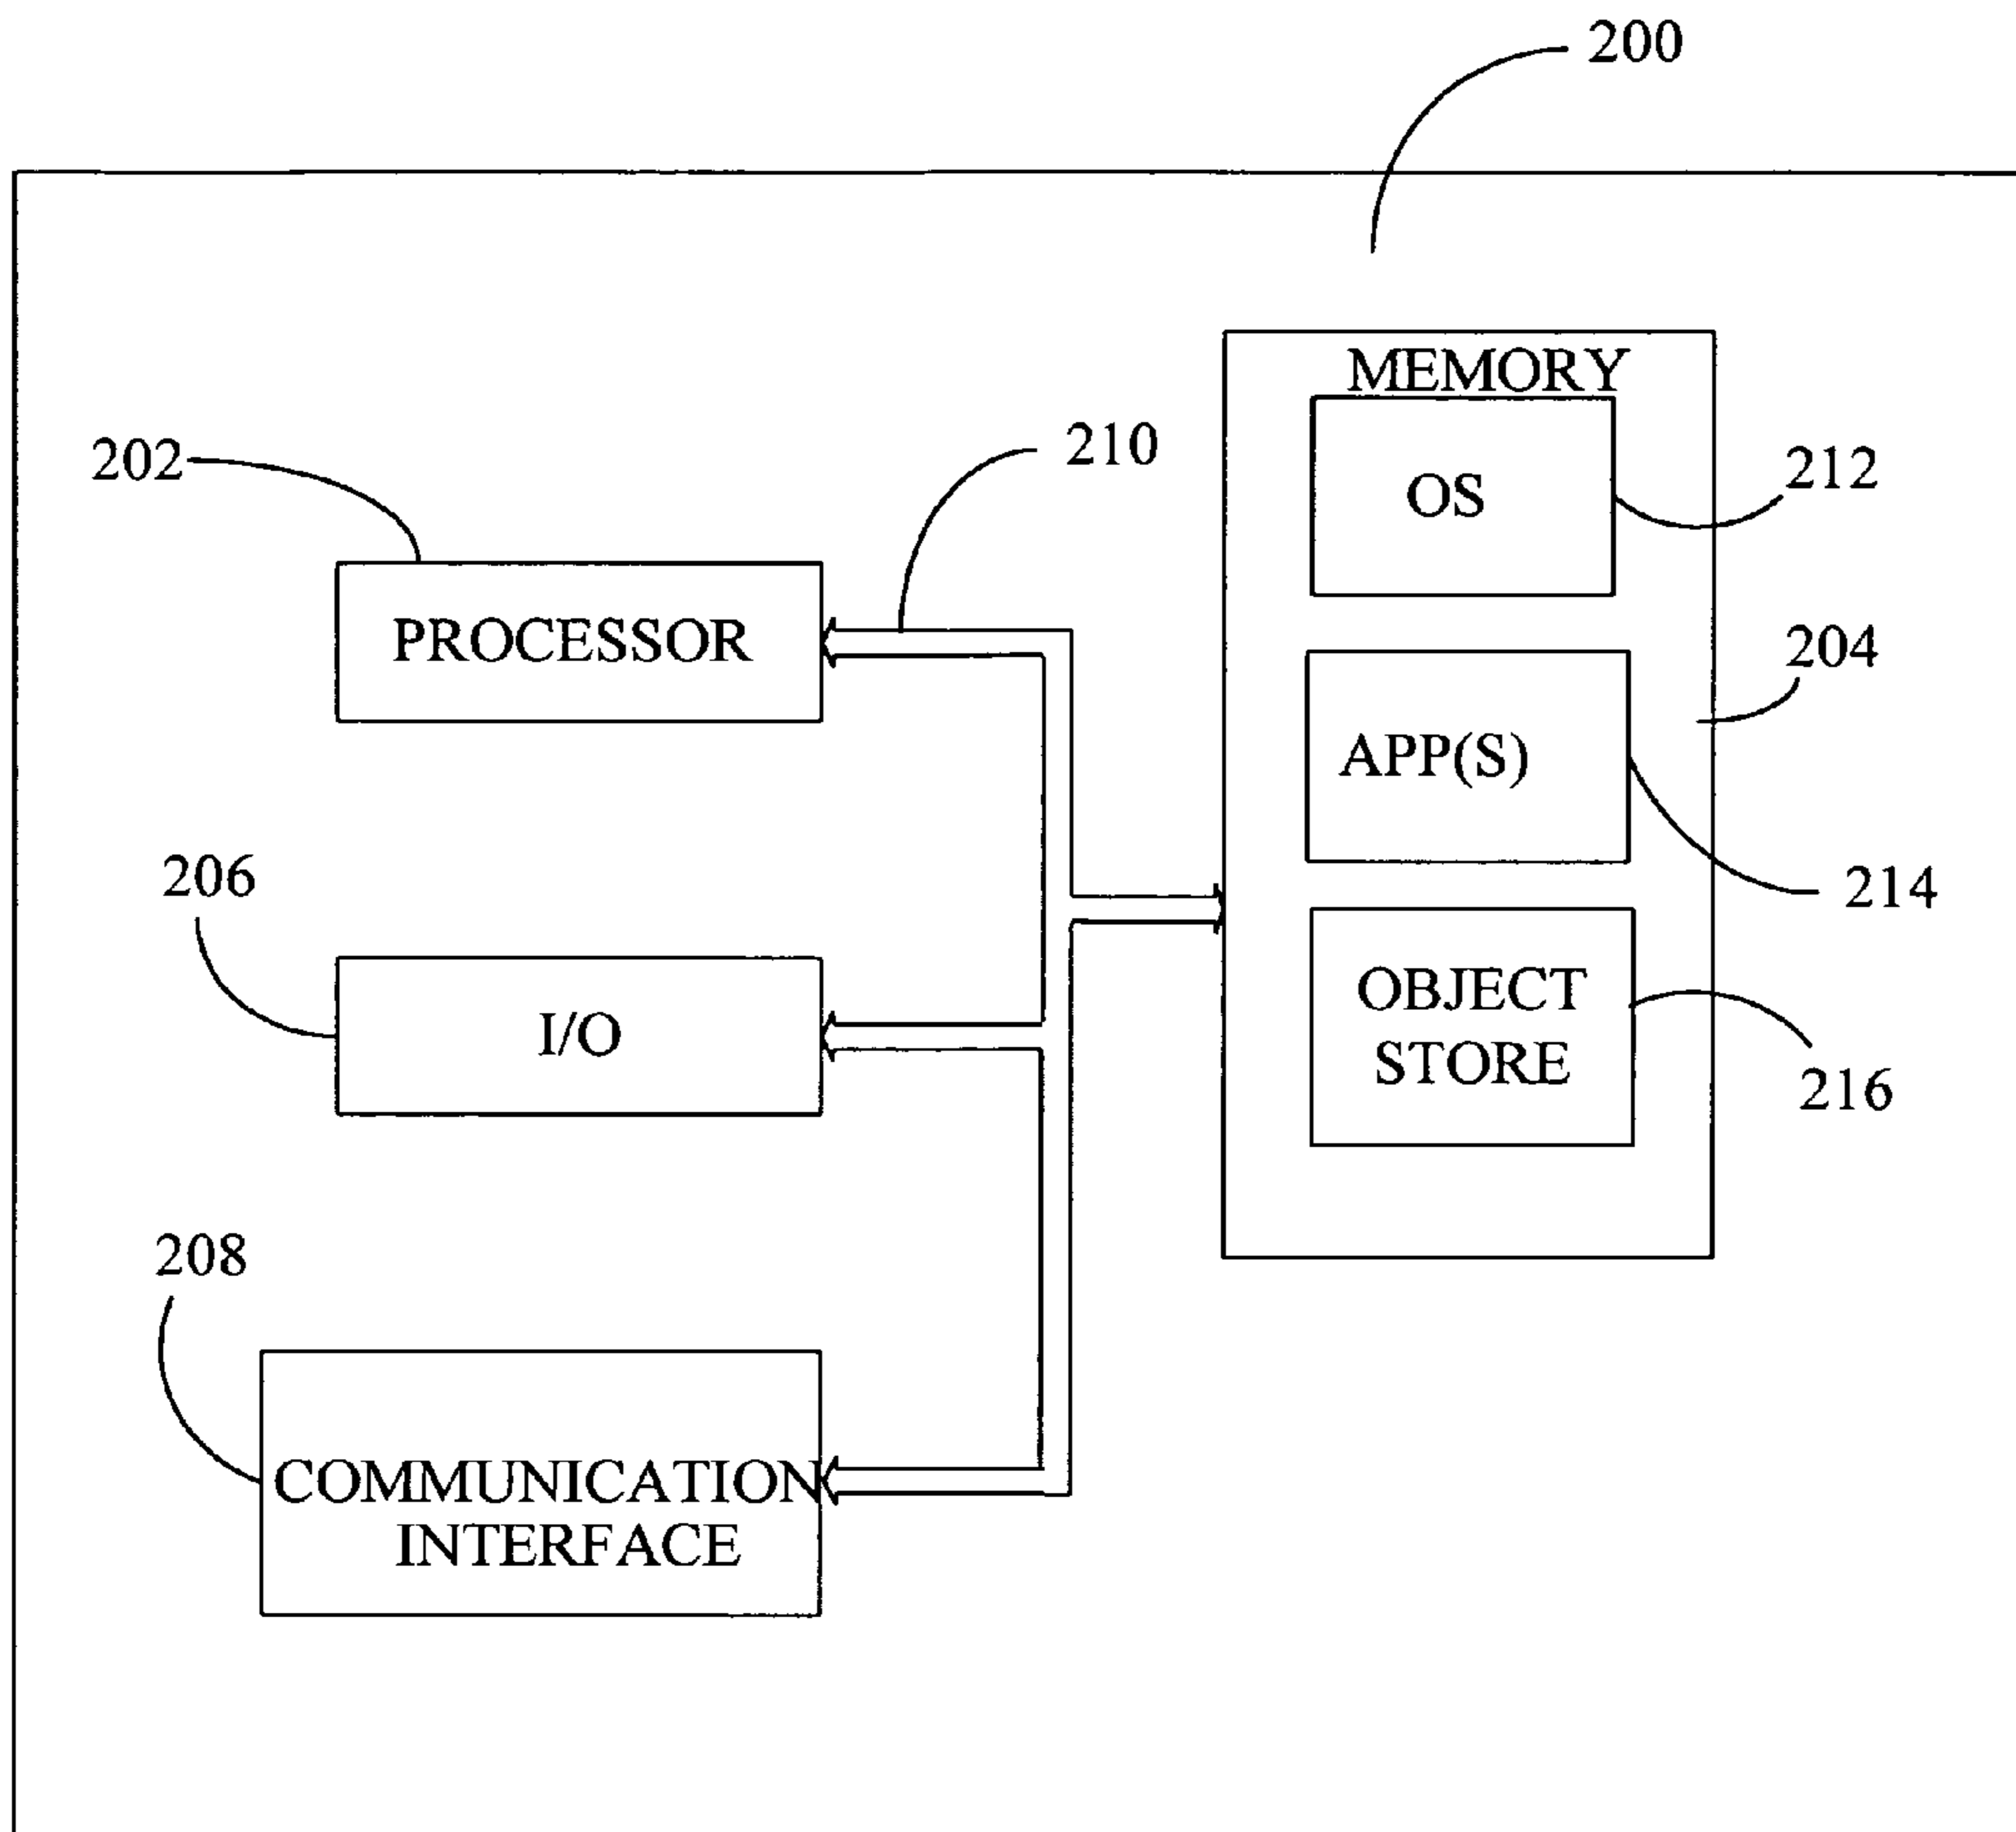 200
MEMORY
202
210
OS
212
PROCESSOR
204
APP(S)
206
214
I/O
OBJECT
STORE
216
208
COMMUNICATION
INTERFACE